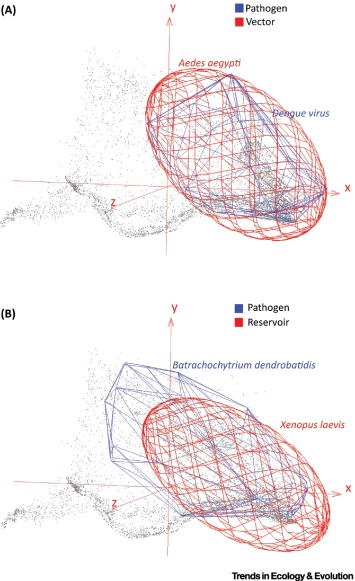 (A)
y
Pathogen
Vector
Aedes aegypti
Dengue virus
x
z
(B)
y
Pathogen
Reservoir
Batrachochytrium dendrobatidis
Xenopus laevis
z
x
Trends in Ecology & Evolution